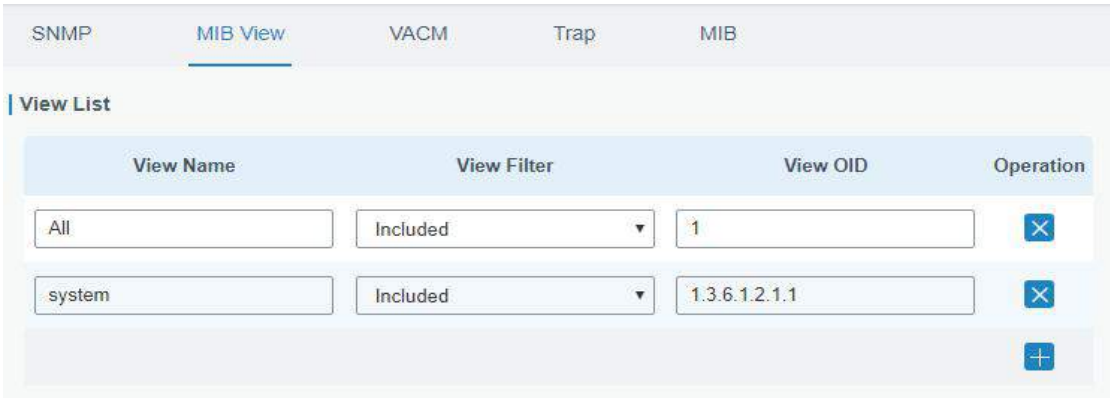 SNMP MIB View VACM Trap MIB
View List
View Name View Filter View OID Operation
All Included 1
system Included 1.3.6.1.2.1.1